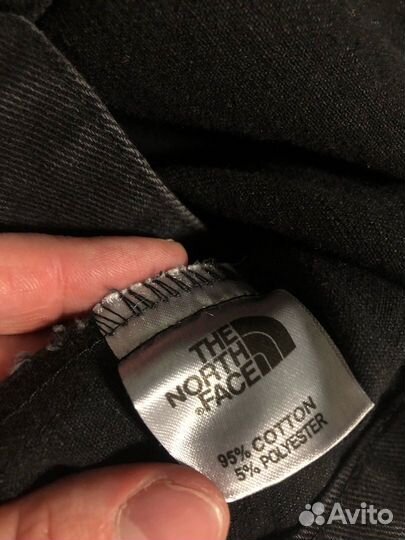 THE
NORTH
FACE®
95% COTTON
5% POLYESTER
Avito